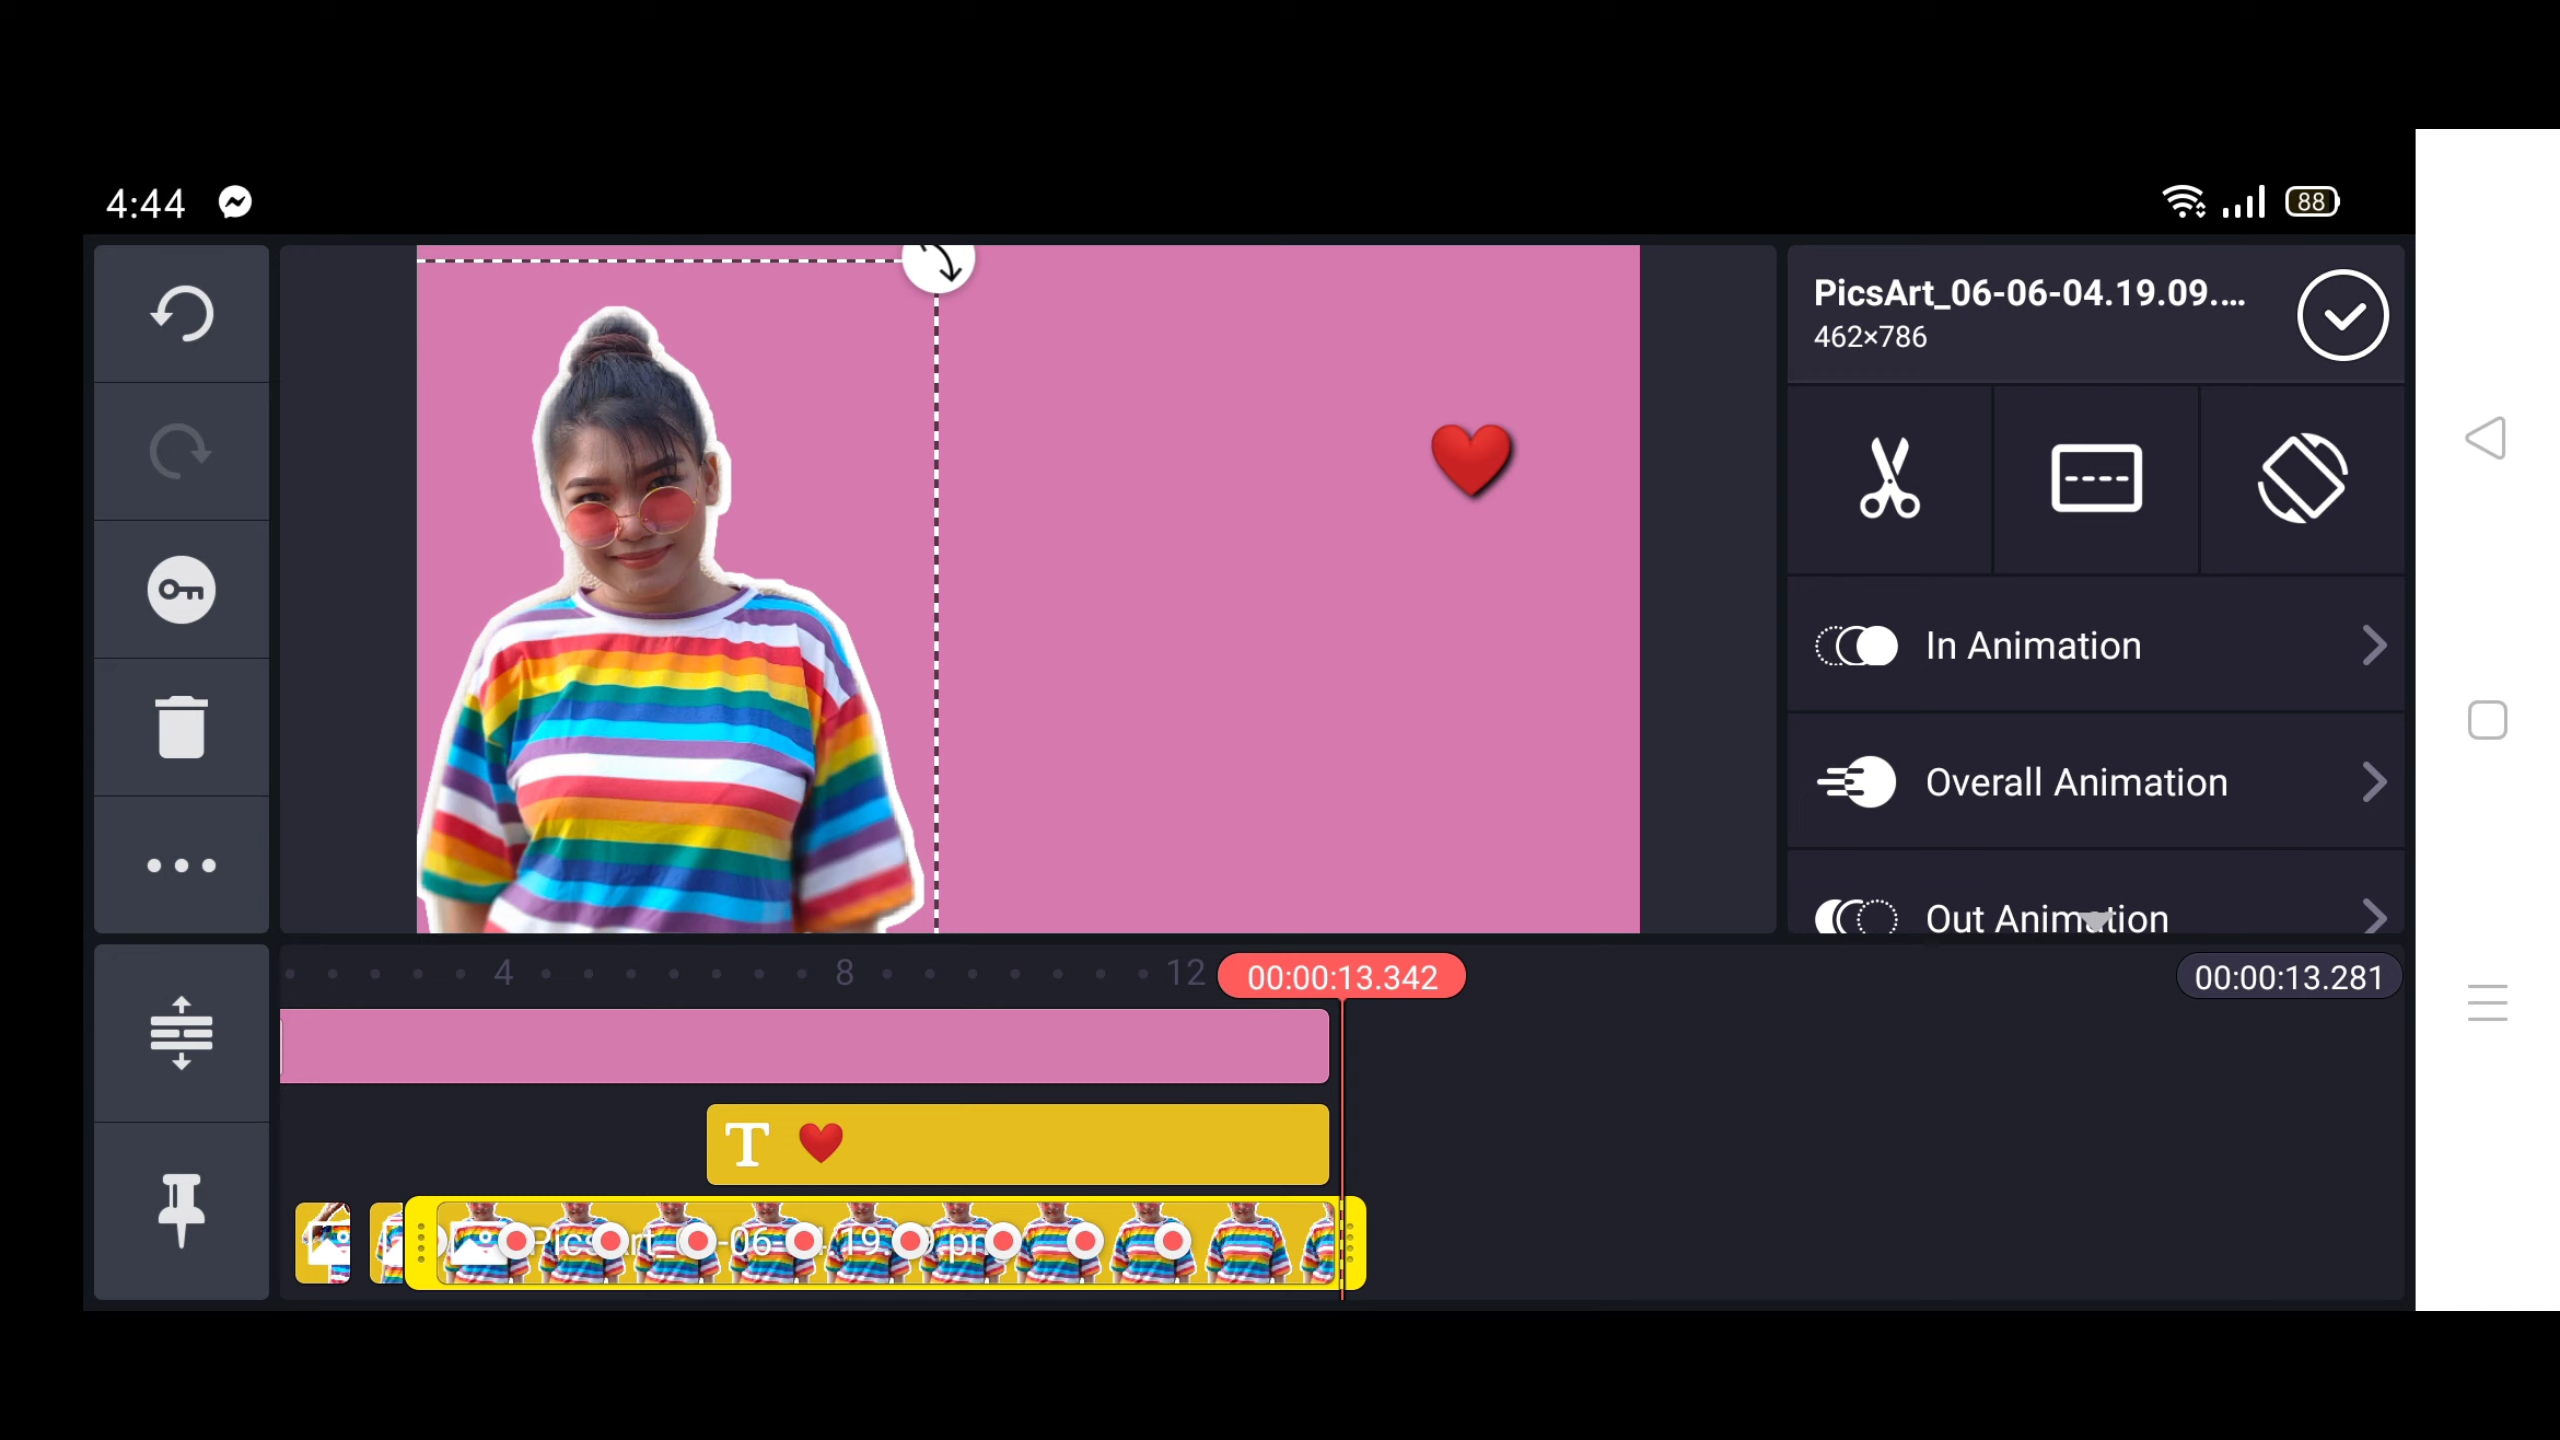 4:44
88
PicsArt_06-06-04.19.09....
462×786
In Animation
Overall Animation
Out Animation
4
8
12
00:00:13.342
00:00:13.281
T